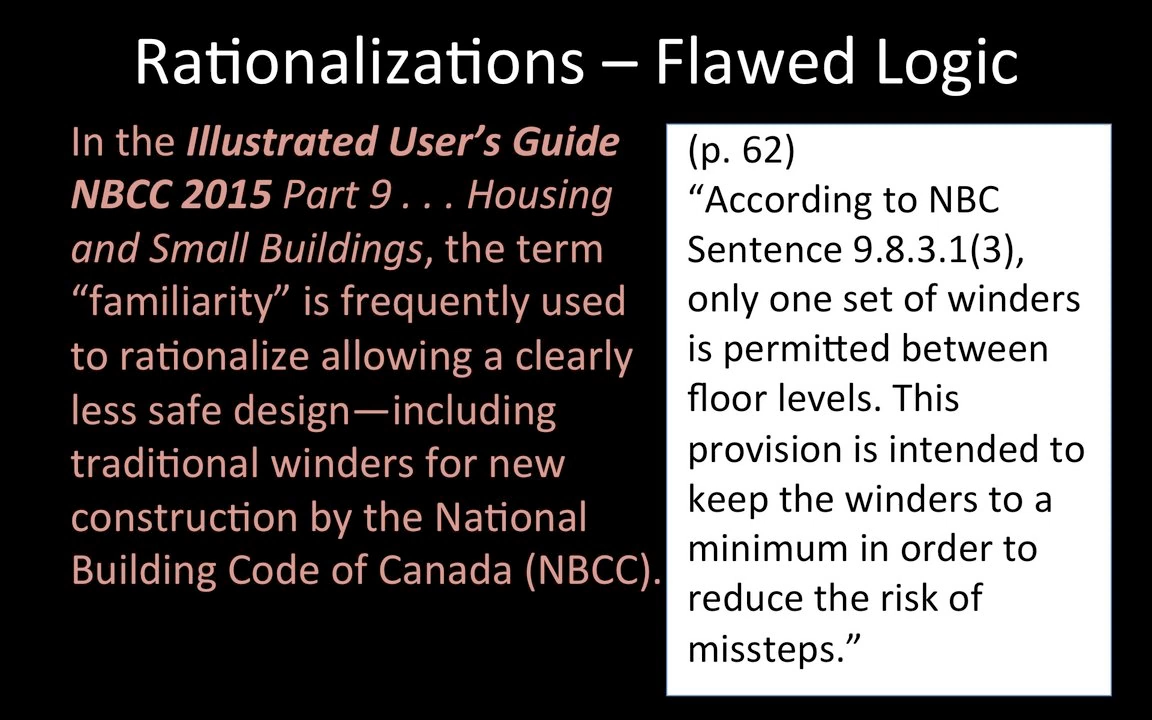 Rationalizations – Flawed Logic
In the Illustrated User’s Guide
NBCC 2015 Part 9 . . . Housing
and Small Buildings, the term
“familiarity” is frequently used
to rationalize allowing a clearly
less safe design—including
traditional winders for new
construction by the National
Building Code of Canada (NBCC).
(p. 62)
“According to NBC
Sentence 9.8.3.1(3),
only one set of winders
is permitted between
floor levels. This
provision is intended to
keep the winders to a
minimum in order to
reduce the risk of
missteps.”